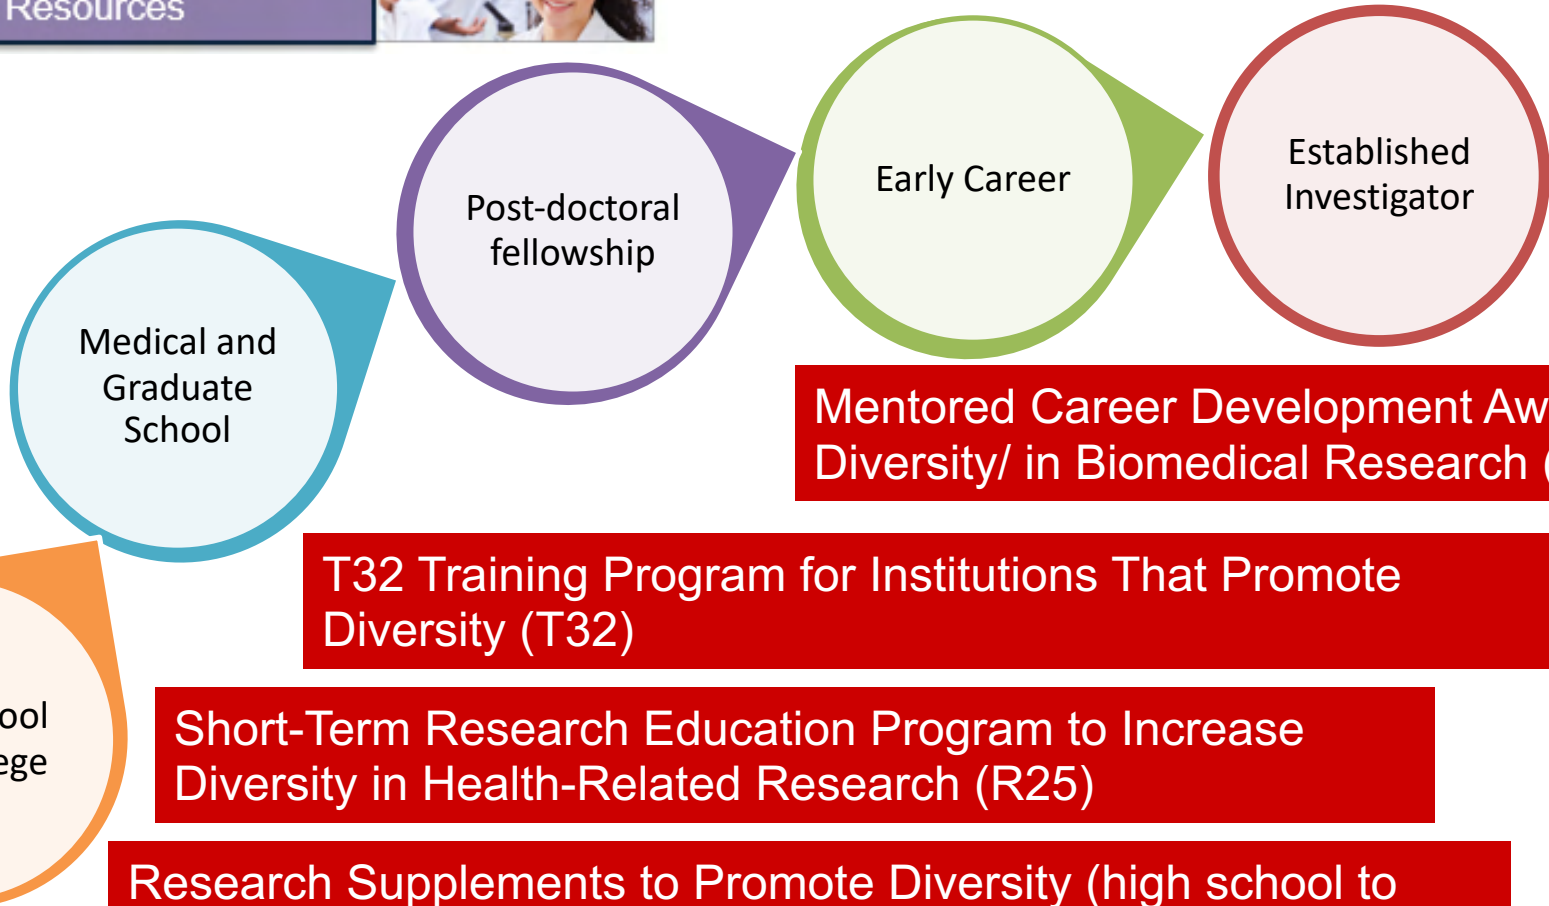 Resources
Established
Investigator
Early Career
Post-doctoral
fellowship
Medical and
Graduate
School
Mentored Career Development Aw
Diversity/ in Biomedical Research (
T32 Training Program for Institutions That Promote
Diversity (T32)
ool
ege
Short-Term Research Education Program to Increase
Diversity in Health-Related Research (R25)
Research Supplements to Promote Diversity (high school to